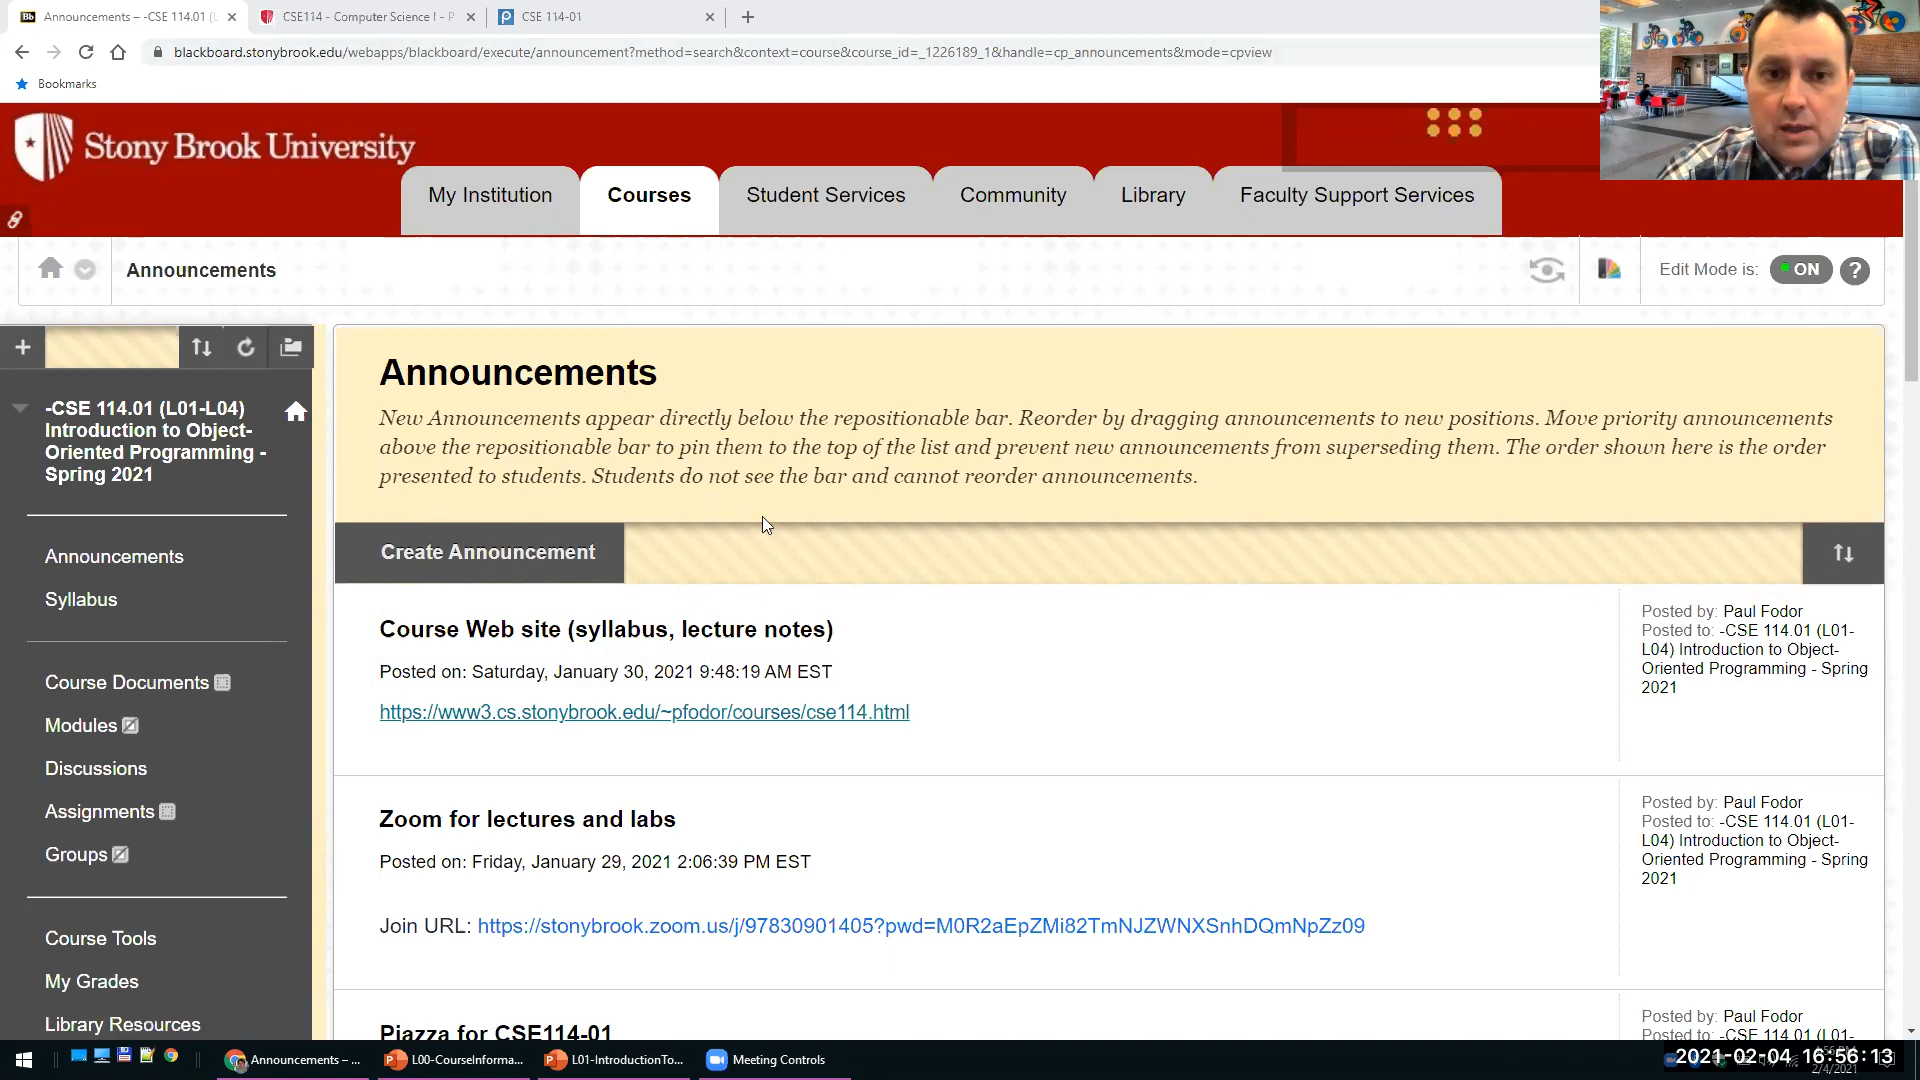 Announcements – -CSE 114.01 (L
CSE114 - Computer Science I - P
CSE 114-01
blackboard.stonybrook.edu/webapps/blackboard/execute/announcement?method=search&context=course&course_id=_1226189_1&handle=cp_announcements&mode=cpview
Bookmarks
Stony Brook University
My Institution
Courses
Student Services
Community
Library
Faculty Support Services
Announcements
Edit Mode is:
ON
?
-CSE 114.01 (L01-L04)
Introduction to Object-
Oriented Programming -
Spring 2021
Announcements
Syllabus
Course Documents
Modules
Discussions
Assignments
Groups
Course Tools
My Grades
Library Resources
Announcements
New Announcements appear directly below the repositionable bar. Reorder by dragging announcements to new positions. Move priority announcements
above the repositionable bar to pin them to the top of the list and prevent new announcements from superseding them. The order shown here is the order
presented to students. Students do not see the bar and cannot reorder announcements.
Create Announcement
Course Web site (syllabus, lecture notes)
Posted on: Saturday, January 30, 2021 9:48:19 AM EST
https://www3.cs.stonybrook.edu/~pfodor/courses/cse114.html
Posted by: Paul Fodor
Posted to: -CSE 114.01 (L01-
L04) Introduction to Object-
Oriented Programming - Spring
2021
Zoom for lectures and labs
Posted on: Friday, January 29, 2021 2:06:39 PM EST
Join URL: https://stonybrook.zoom.us/j/97830901405?pwd=M0R2aEpZMi82TmNJZWNXSnhDQmNpZz09
Posted by: Paul Fodor
Posted to: -CSE 114.01 (L01-
L04) Introduction to Object-
Oriented Programming - Spring
2021
Piazza for CSE114-01
Posted by: Paul Fodor
Posted to: -CSE 114.01 (L01-
Announcements – ...
L00-CourseInforma...
L01-IntroductionTo...
Meeting Controls
2021-02-04 16:56:13
2/4/2021